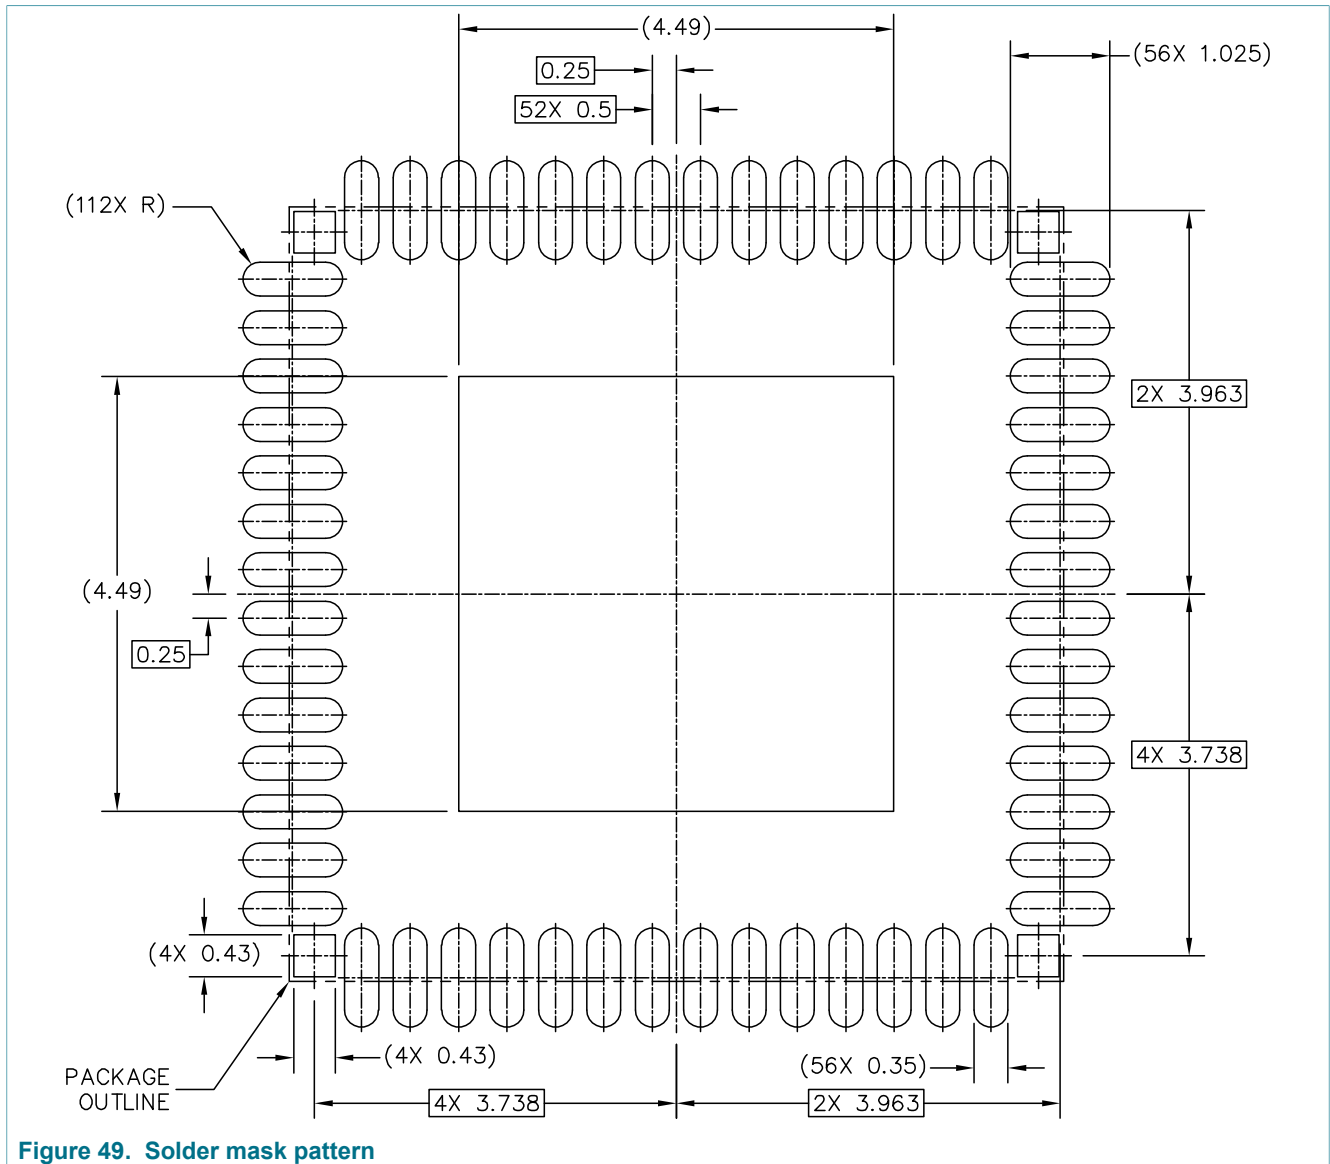 (4.49)
(56X 1.025)
0.25
52X 0.5
(112X R)
2X 3.963
(4.49)
0.25
4X 3.738
(4X 0.43)
(4X 0.43)
(56X 0.35)
PACKAGE
OUTLINE
4X 3.738
2X 3.963
Figure 49. Solder mask pattern